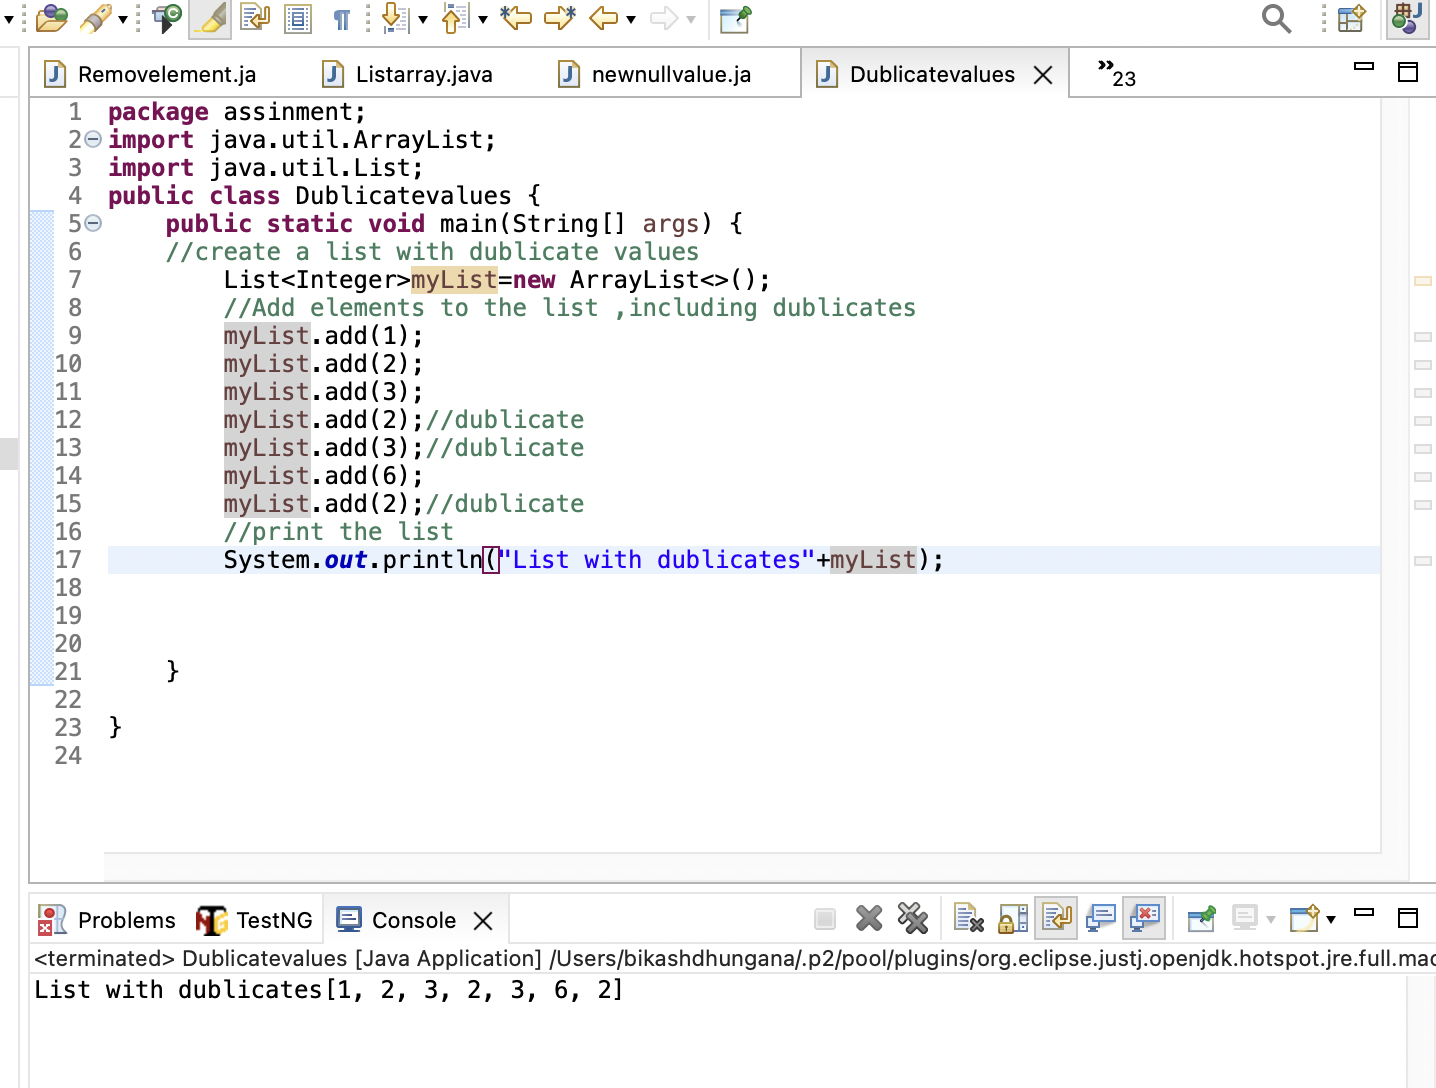 Removelement.ja Listarray.java newnullvalue.ja Dublicatevalues »23
1 package assinment;
2 import java.util.ArrayList;
3 import java.util.List;
4 public class Dublicatevalues {
5     public static void main(String[] args) {
6     //create a list with dublicate values
7         List<Integer>myList=new ArrayList<>();
8         //Add elements to the list ,including dublicates
9         myList.add(1);
10         myList.add(2);
11         myList.add(3);
12         myList.add(2);//dublicate
13         myList.add(3);//dublicate
14         myList.add(6);
15         myList.add(2);//dublicate
16         //print the list
17         System.out.println("List with dublicates"+myList);
18
19
20
21     }
22
23 }
24
Problems TestNG Console
<terminated> Dublicatevalues [Java Application] /Users/bikashdhungana/.p2/pool/plugins/org.eclipse.justj.openjdk.hotspot.jre.full.mac
List with dublicates[1, 2, 3, 2, 3, 6, 2]